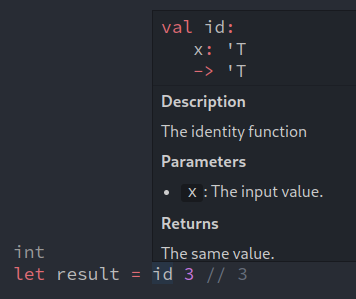 val id:
x: 'T
-> 'T
Description
The identity function
Parameters
• x : The input value.
Returns
The same value.
int
let result = id 3 // 3